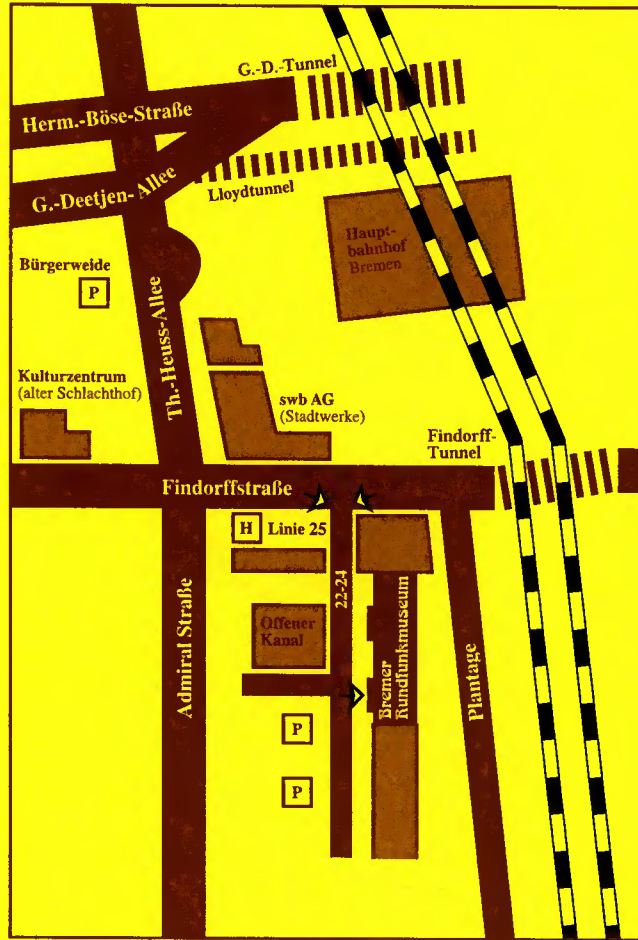 G.-D.-Tunnel
Herm.-Böse-Straße
G.-Deetjen-Allee
Lloydtunnel
Haupt-
bahnhof
Bremen
Bürgerweide
P
Th.-Heuss-Allee
Kulturzentrum
(alter Schlachthof)
swb AG
(Stadtwerke)
Findorff-
Tunnel
Findorffstraße
H Linie 25
22-24
Offener
Kanal
Admiral Straße
Bremer
Rundfunkmuseum
Plantage
P
P